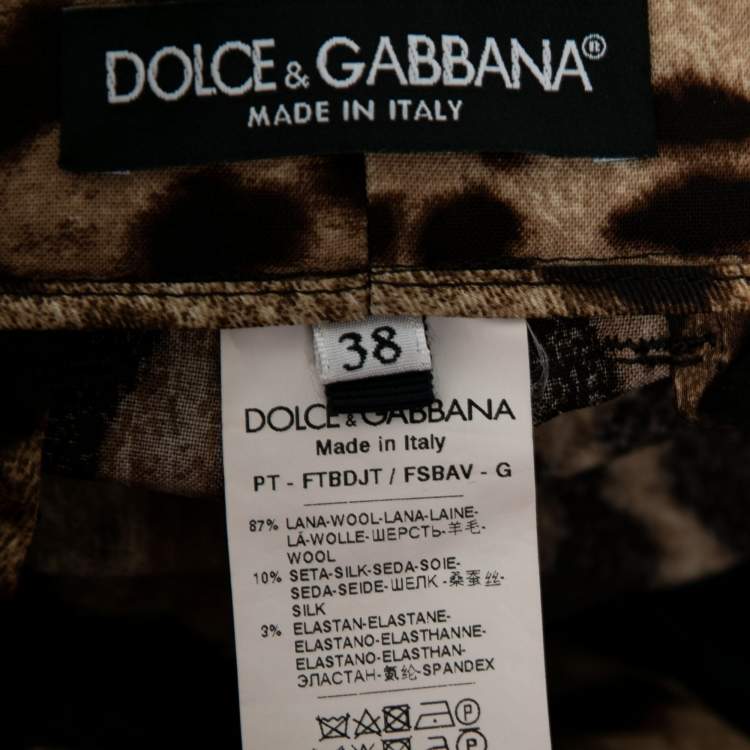 DOLCE & GABBANA®
MADE IN ITALY
38
DOLCE & GABBANA
Made in Italy
PT - FTBDJT / FSBAV - G
87% LANA-WOOL-LANA-LAINE-
LÃ-WOLLE-ШЕРСТЬ-羊毛-
WOOL
10% SETA-SILK-SEDA-SOIE-
SEDA-SEIDE-ШЕЛК -桑蚕丝-
SILK
3% ELASTAN-ELASTANE-
ELASTANO-ELASTHANNE-
ELASTANO-ELASTHAN-
ЭЛАСТАН-氨纶-SPANDEX
P